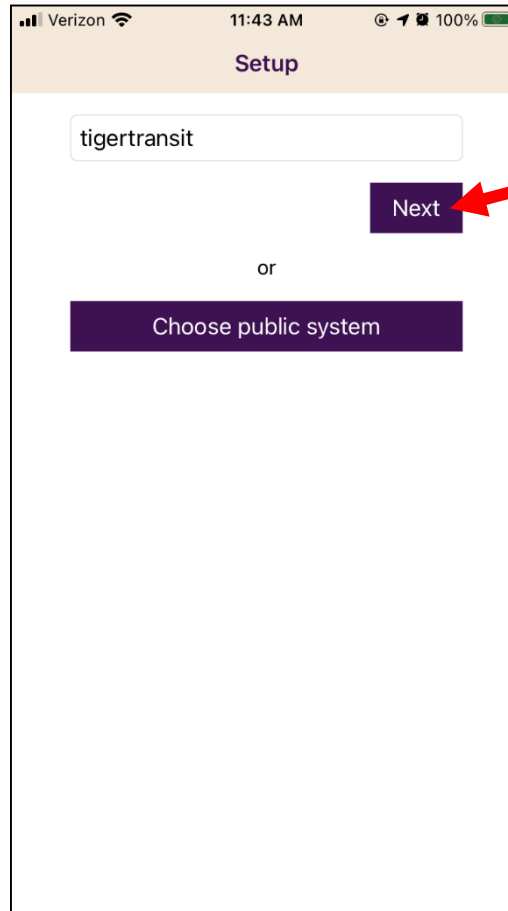 Verizon 11:43 AM 100%
Setup
tigertransit
Next
or
Choose public system